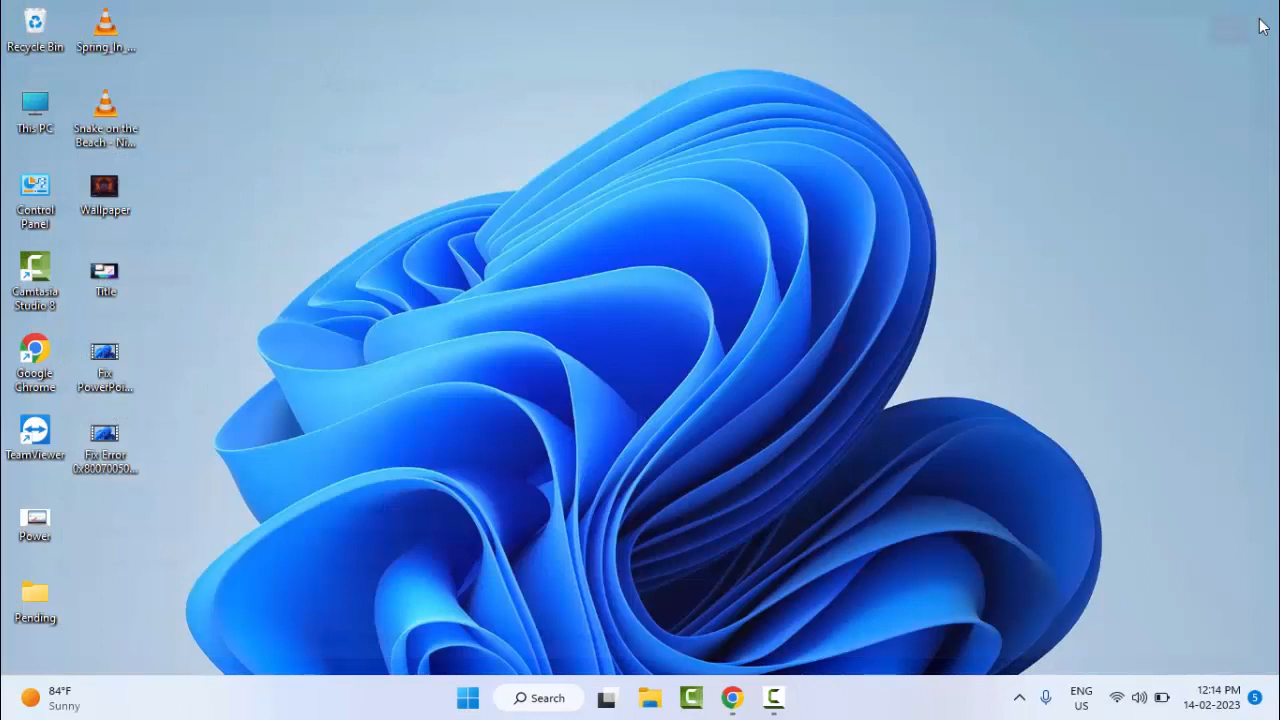 Recycle Bin
Spring_In_...
This PC
Snake on the
Beach - Ni...
Control
Panel
Wallpaper
Camtasia
Studio 8
Title
Google
Chrome
Fix
PowerPoi...
TeamViewer
Fix Error
0x80070050...
Power
Pending
84°F
Sunny
Search
ENG
US
12:14 PM
14-02-2023
5